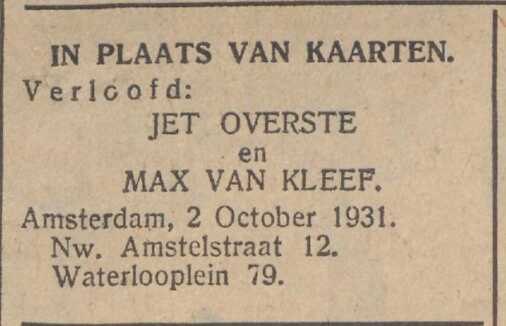 IN PLAATS VAN KAARTEN.
Verloofd:
JET OVERSTE
en
MAX VAN KLEEF.
Amsterdam, 2 October 1931.
Nw. Amstelstraat 12.
Waterlooplein 79.